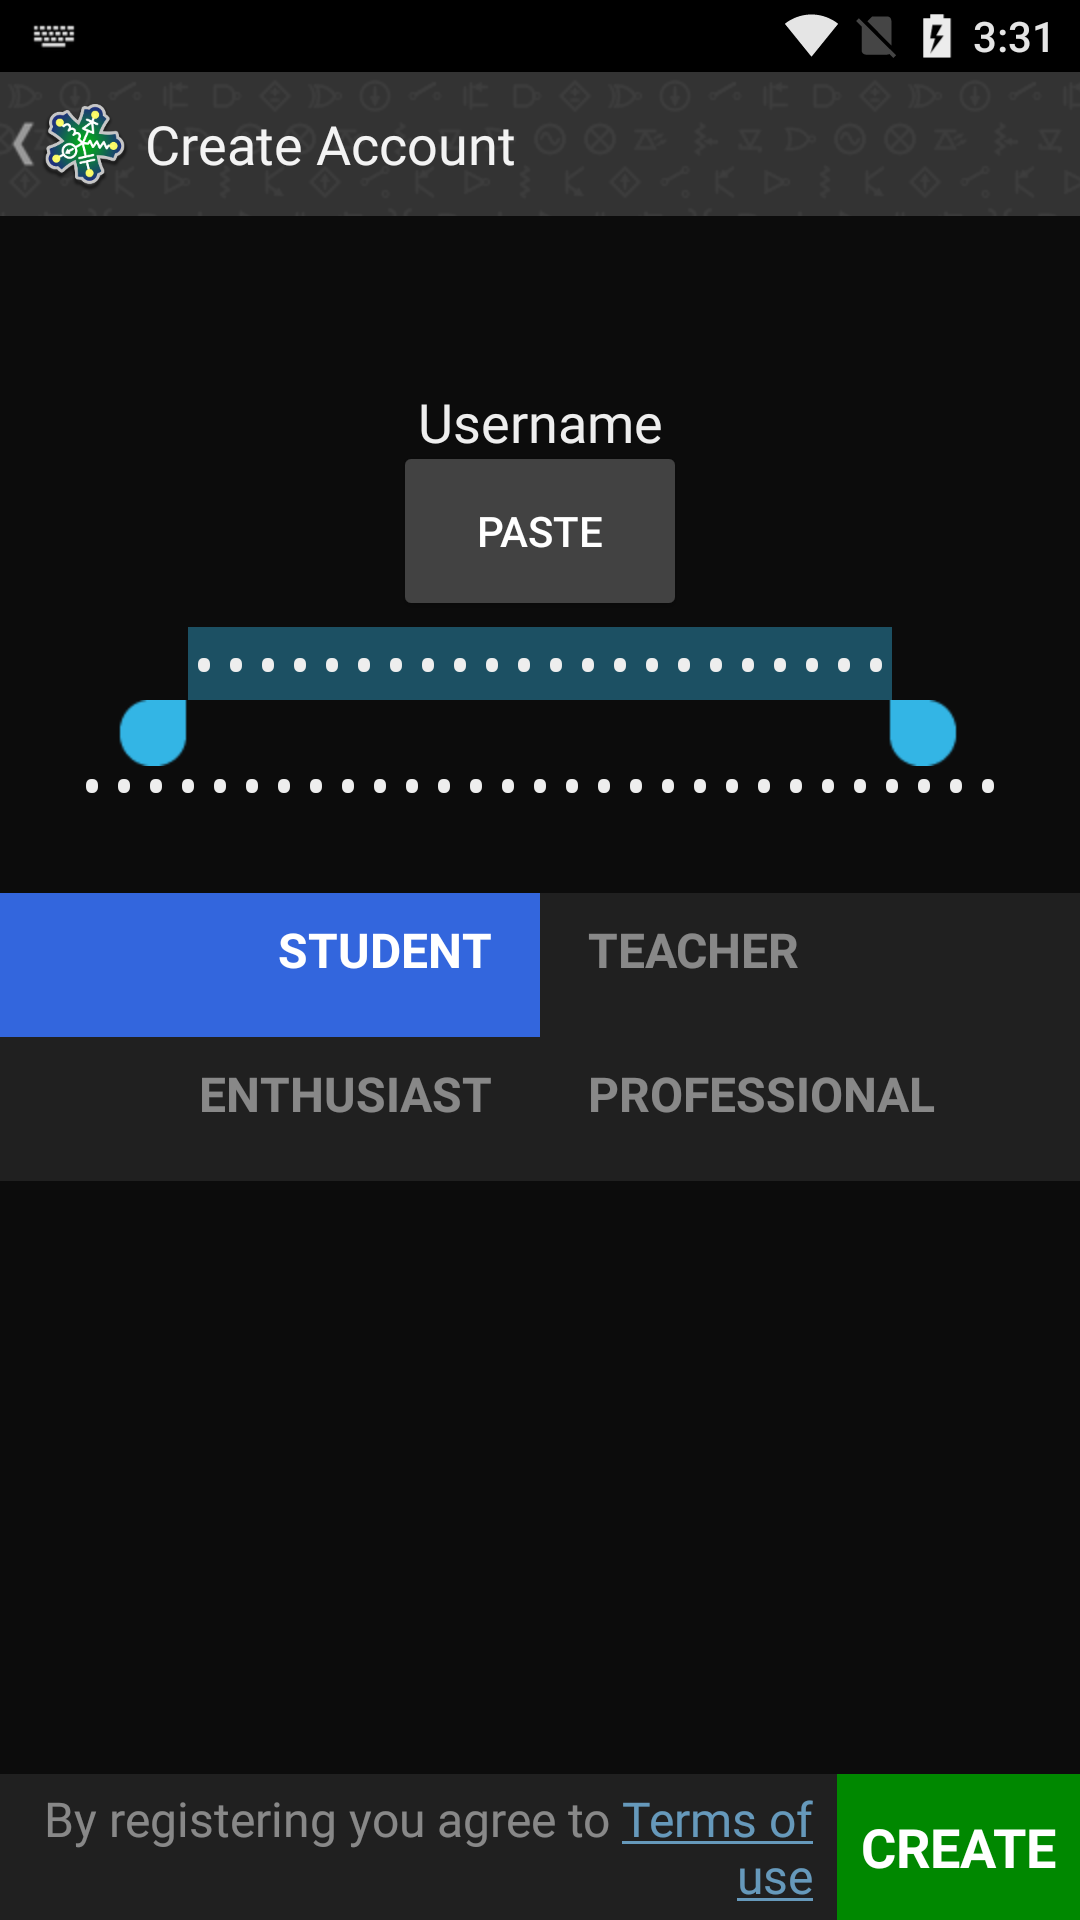 3:31
Create Account
Username
PASTE
••••••••••••••••••••••
•••••••••••••••••••••••••••••
STUDENT
TEACHER
ENTHUSIAST
PROFESSIONAL
By registering you agree to Terms of
use
CREATE